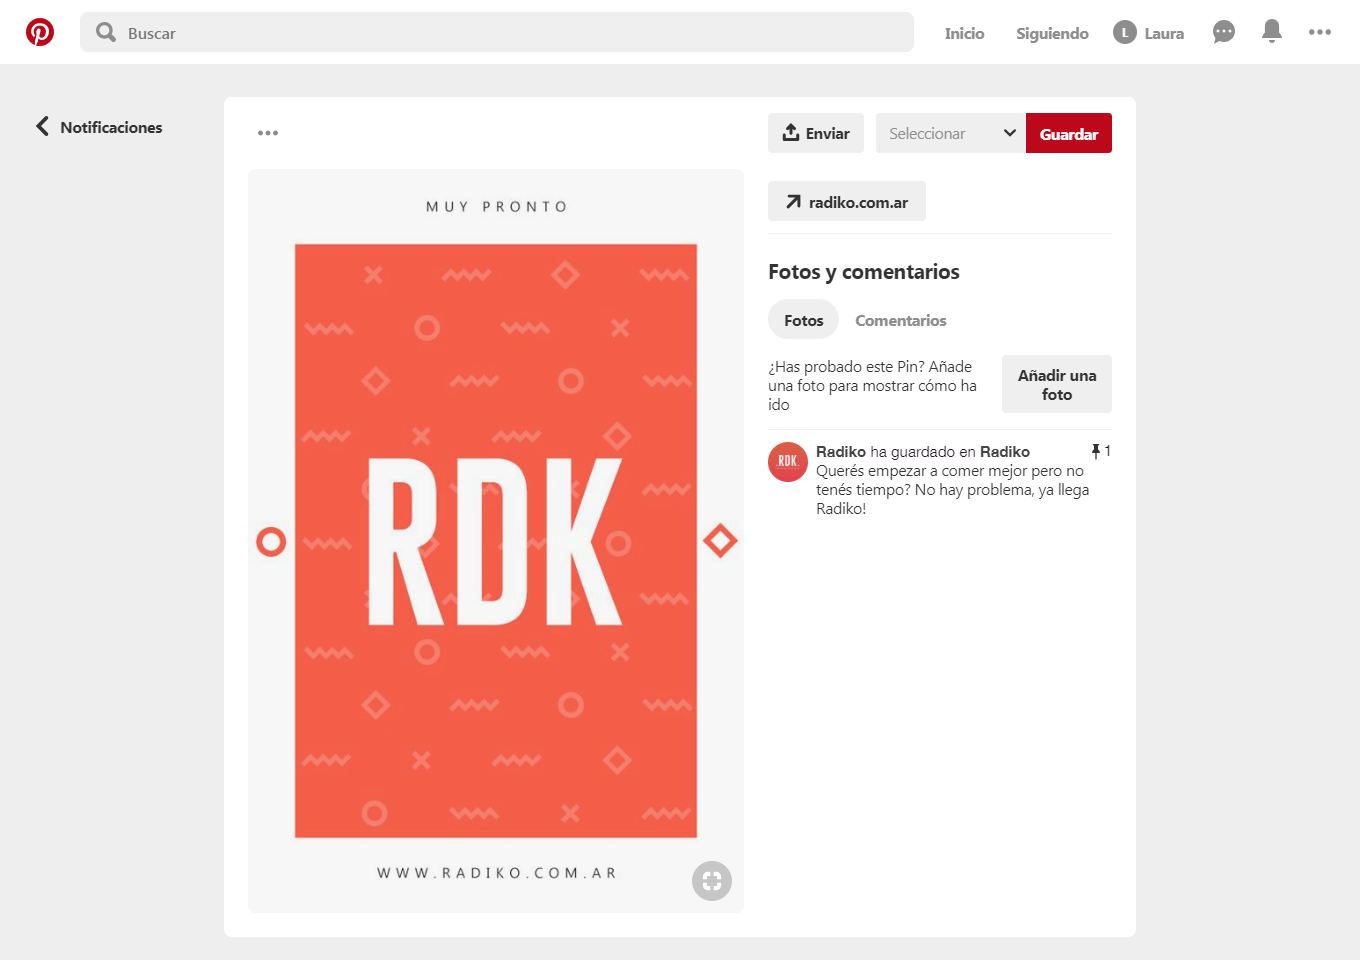 Buscar
Inicio
Siguiendo
L
Laura
Notificaciones
Enviar
Seleccionar
Guardar
MUY PRONTO
RDK
WWW.RADIKO.COM.AR
radiko.com.ar
Fotos y comentarios
Fotos
Comentarios
¿Has probado este Pin? Añade
una foto para mostrar cómo ha
ido
Añadir una
foto
RDK
Radiko ha guardado en Radiko
1
Querés empezar a comer mejor pero no
tenés tiempo? No hay problema, ya llega
Radiko!